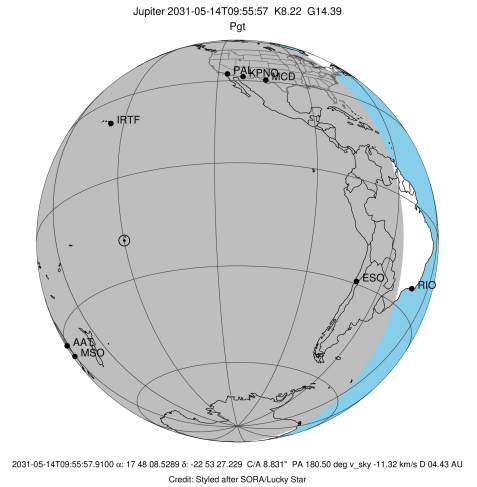 Jupiter 2031-05-14T09:55:57 K8.22 G14.39
Pgt
PAL
KPNO
MCD
IRTF
ESO
RIO
AAT
MSO
2031-05-14T09:55:57.9100 α: 17 48 08.5289 δ: -22 53 27.229 C/A 8.831" PA 180.50 deg v_sky -11.32 km/s D 04.43 AU
Credit: Styled after SORA/Lucky Star